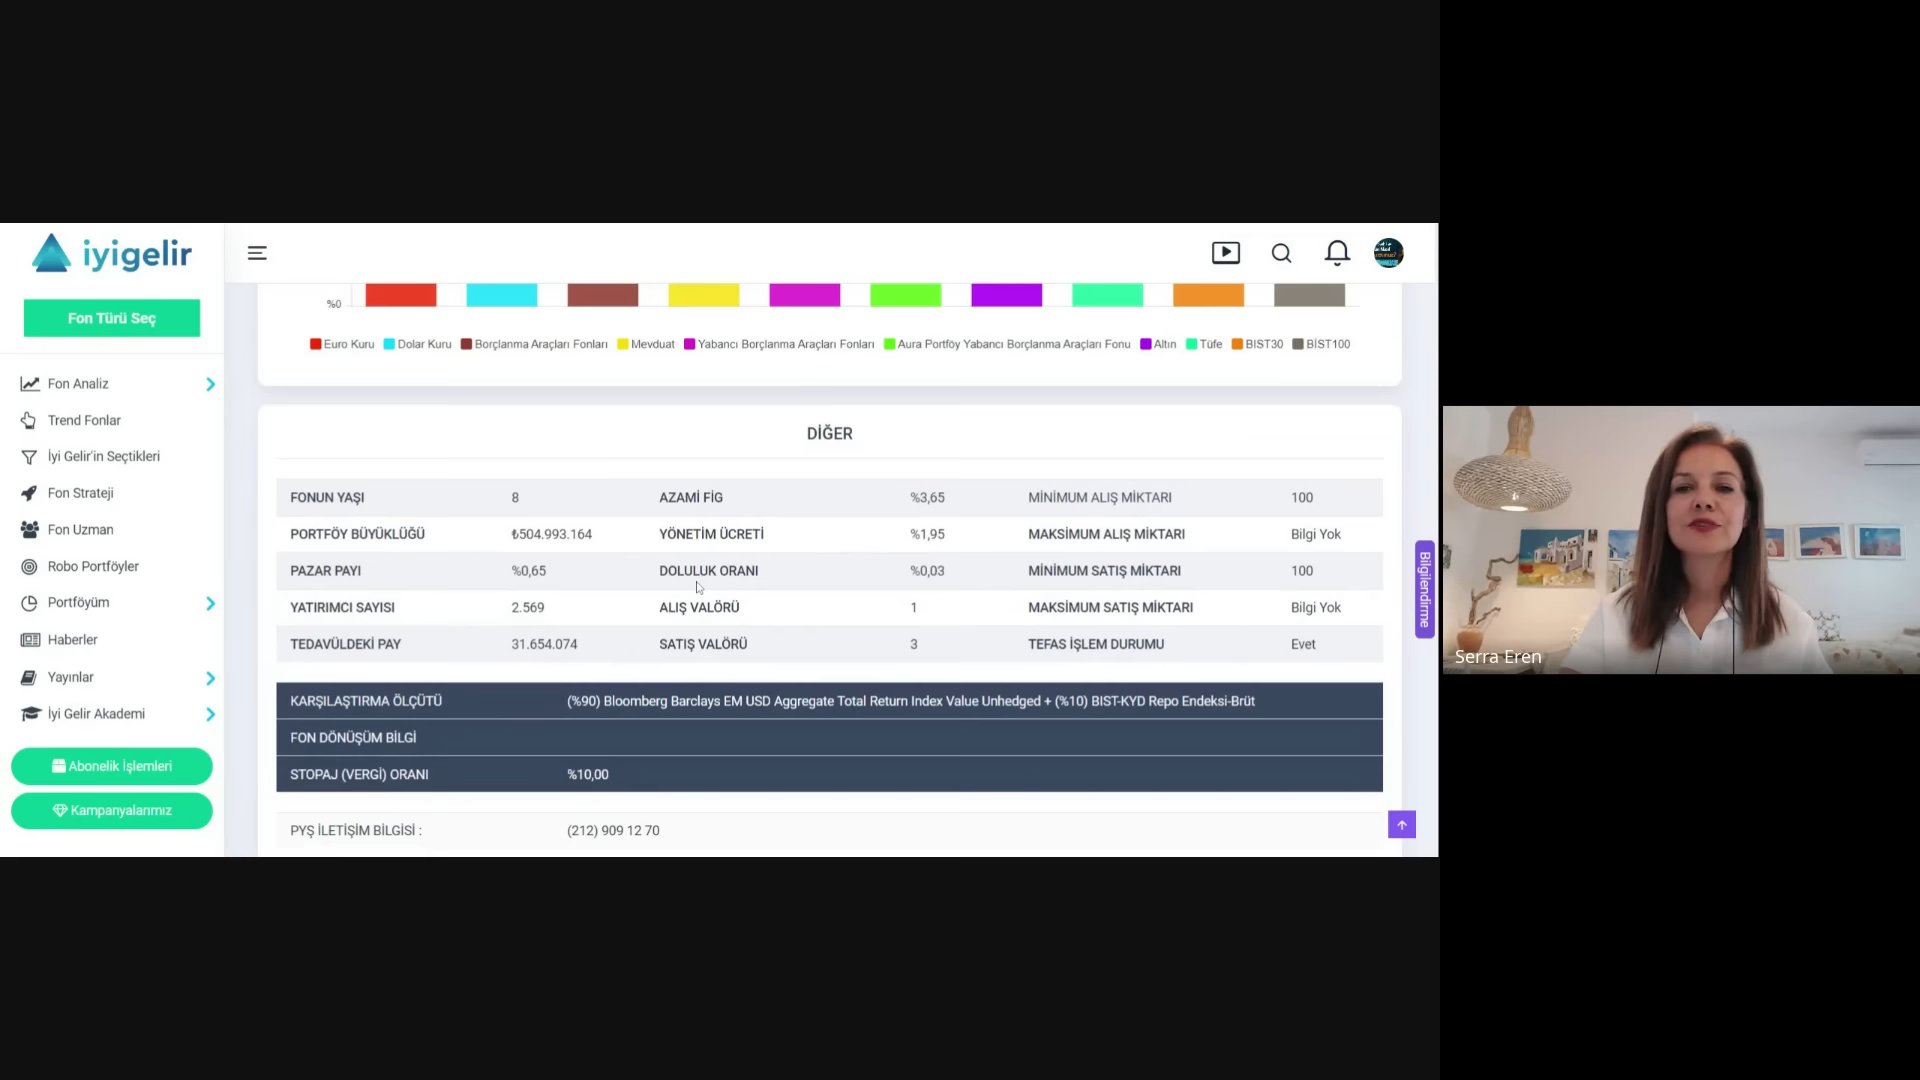 iyigelir
Fon Türü Seç
Fon Analiz
Trend Fonlar
İyi Gelir'in Seçtikleri
Fon Strateji
Fon Uzman
Robo Portföyler
Portföyüm
Haberler
Yayınlar
İyi Gelir Akademi
Abonelik İşlemleri
Kampanyalarımız
%0
Euro Kuru Dolar Kuru Borçlanma Araçları Fonları Mevduat Yabancı Borçlanma Araçları Fonları Aura Portföy Yabancı Borçlanma Araçları Fonu Altın Tüfe BIST30 BİST100
DİĞER
FONUN YAŞI 8 AZAMİ FİG %3,65 MİNİMUM ALIŞ MİKTARI 100
PORTFÖY BÜYÜKLÜĞÜ ₺504.993.164 YÖNETİM ÜCRETİ %1,95 MAKSİMUM ALIŞ MİKTARI Bilgi Yok
PAZAR PAYI %0,65 DOLULUK ORANI %0,03 MİNİMUM SATIŞ MİKTARI 100
YATIRIMCI SAYISI 2.569 ALIŞ VALÖRÜ 1 MAKSİMUM SATIŞ MİKTARI Bilgi Yok
TEDAVÜLDEKİ PAY 31.654.074 SATIŞ VALÖRÜ 3 TEFAS İŞLEM DURUMU Evet
KARŞILAŞTIRMA ÖLÇÜTÜ (%90) Bloomberg Barclays EM USD Aggregate Total Return Index Value Unhedged + (%10) BIST-KYD Repo Endeksi-Brüt
FON DÖNÜŞÜM BİLGİ
STOPAJ (VERGİ) ORANI %10,00
PYŞ İLETİŞİM BİLGİSİ : (212) 909 12 70
Bilgilendirme
Serra Eren